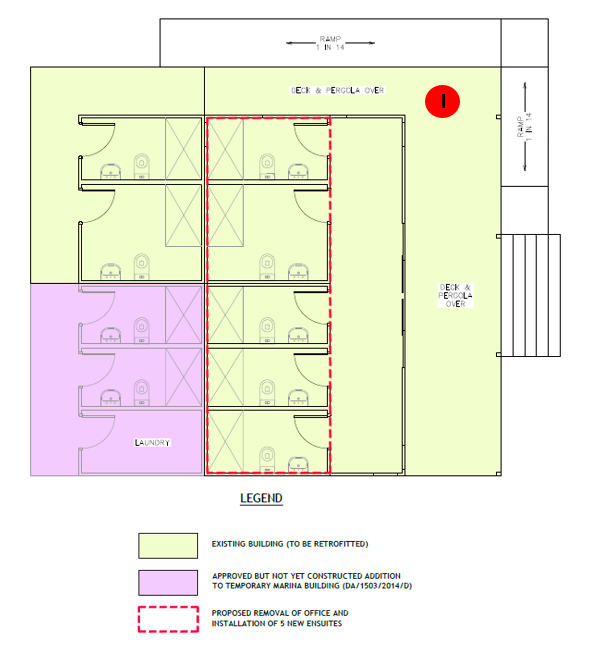 RAMP
1 IN 14
DECK & PERGOLA OVER
I
RAMP
1 IN 14
DECK &
PERGOLA
OVER
LAUNDRY
LEGEND
EXISTING BUILDING (TO BE RETROFITTED)
APPROVED BUT NOT YET CONSTRUCTED ADDITION
TO TEMPORARY MARINA BUILDING (DA/1503/2014/D)
PROPOSED REMOVAL OF OFFICE AND
INSTALLATION OF 5 NEW ENSUITES